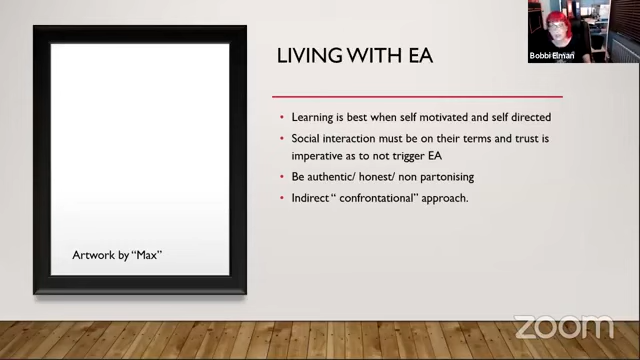 LIVING WITH EA
Bobbi Elman
Learning is best when self motivated and self directed
Social interaction must be on their terms and trust is
imperative as to not trigger EA
Be authentic/ honest/ non partonising
Indirect “ confrontational” approach.
Artwork by “Max”
zoom